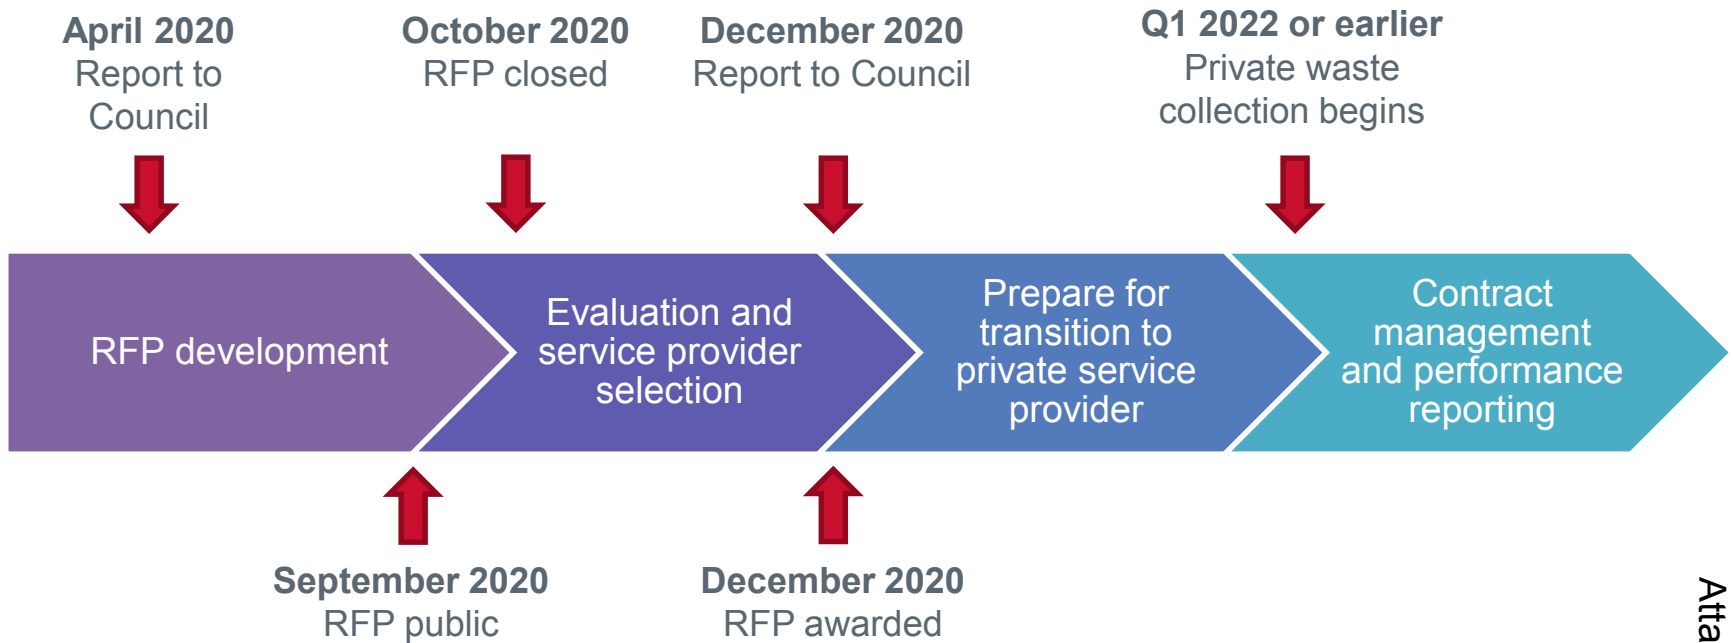 April 2020
Report to
Council
October 2020
RFP closed
December 2020
Report to Council
Q1 2022 or earlier
Private waste
collection begins
RFP development
Evaluation and
service provider
selection
Prepare for
transition to
private service
provider
Contract
management
and performance
reporting
September 2020
RFP public
December 2020
RFP awarded
Atta